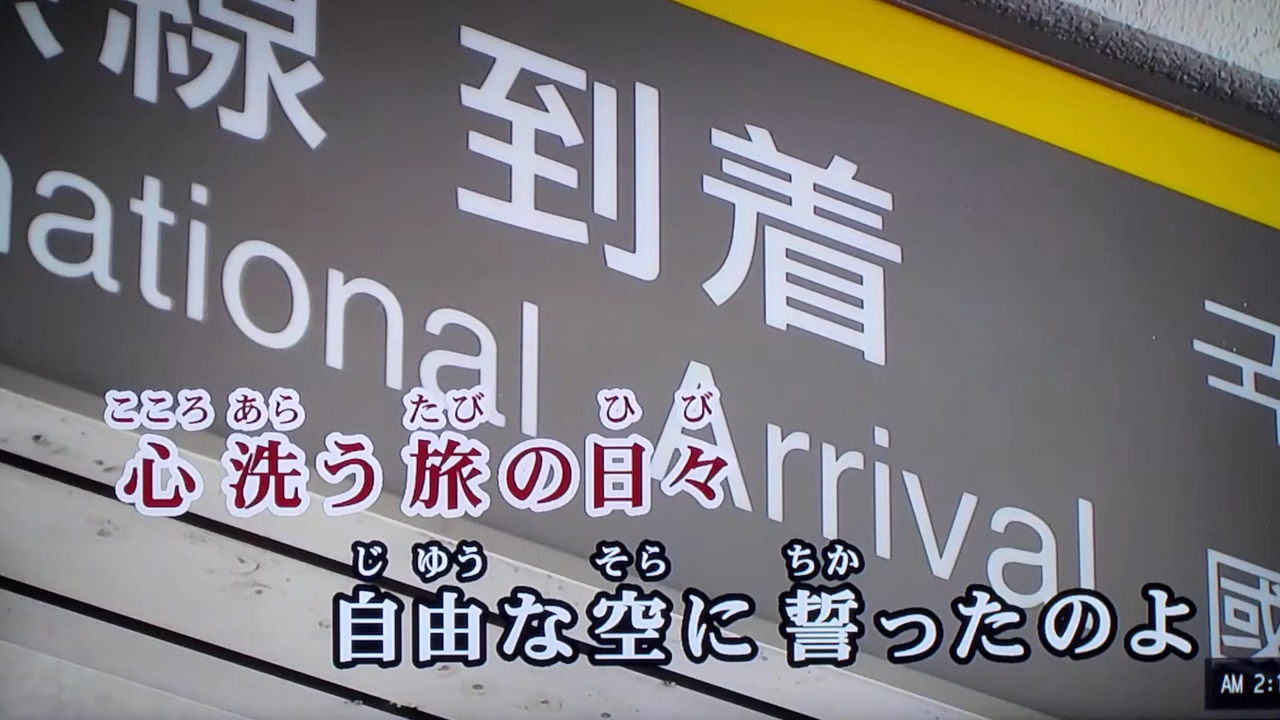 線 到着
national Arrival
こころ あら たび ひび
心 洗う 旅の日々
じゆう そら ちか
自由な空に 誓ったのよ
國
AM 2:1